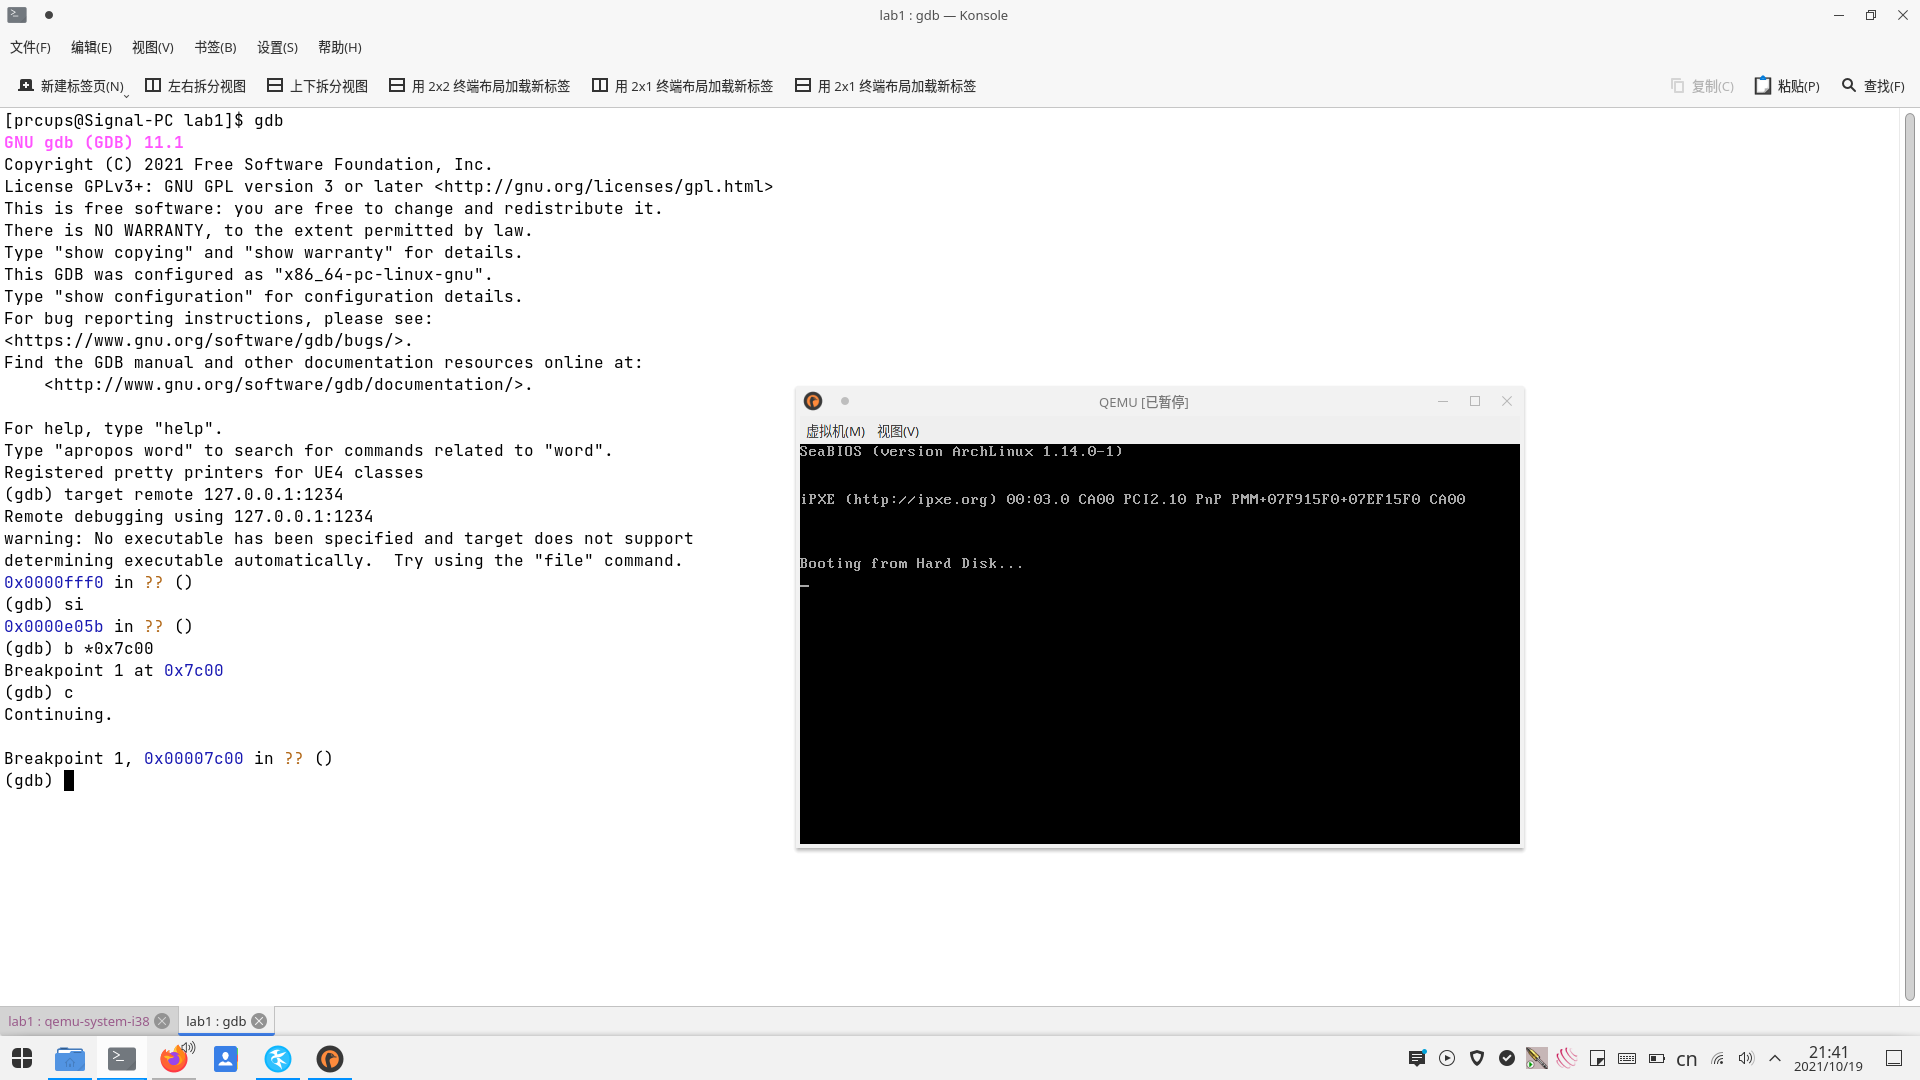 lab1 : gdb — Konsole
文件(F) 编辑(E) 视图(V) 书签(B) 设置(S) 帮助(H)
新建标签页(N) 左右拆分视图 上下拆分视图 用 2x2 终端布局加载新标签 用 2x1 终端布局加载新标签 用 2x1 终端布局加载新标签 复制(C) 粘贴(P) 查找(F)
[prcups@Signal-PC lab1]$ gdb
GNU gdb (GDB) 11.1
Copyright (C) 2021 Free Software Foundation, Inc.
License GPLv3+: GNU GPL version 3 or later <http://gnu.org/licenses/gpl.html>
This is free software: you are free to change and redistribute it.
There is NO WARRANTY, to the extent permitted by law.
Type "show copying" and "show warranty" for details.
This GDB was configured as "x86_64-pc-linux-gnu".
Type "show configuration" for configuration details.
For bug reporting instructions, please see:
<https://www.gnu.org/software/gdb/bugs/>.
Find the GDB manual and other documentation resources online at:
    <http://www.gnu.org/software/gdb/documentation/>.
For help, type "help".
Type "apropos word" to search for commands related to "word".
Registered pretty printers for UE4 classes
(gdb) target remote 127.0.0.1:1234
Remote debugging using 127.0.0.1:1234
warning: No executable has been specified and target does not support
determining executable automatically.  Try using the "file" command.
0x0000fff0 in ?? ()
(gdb) si
0x0000e05b in ?? ()
(gdb) b *0x7c00
Breakpoint 1 at 0x7c00
(gdb) c
Continuing.
Breakpoint 1, 0x00007c00 in ?? ()
(gdb)
QEMU [已暂停]
虚拟机(M) 视图(V)
SeaBIOS (version ArchLinux 1.14.0-1)
iPXE (http://ipxe.org) 00:03.0 CA00 PCI2.10 PnP PMM+07F915F0+07EF15F0 CA00
Booting from Hard Disk...
lab1 : qemu-system-i38 lab1 : gdb
cn
21:41
2021/10/19